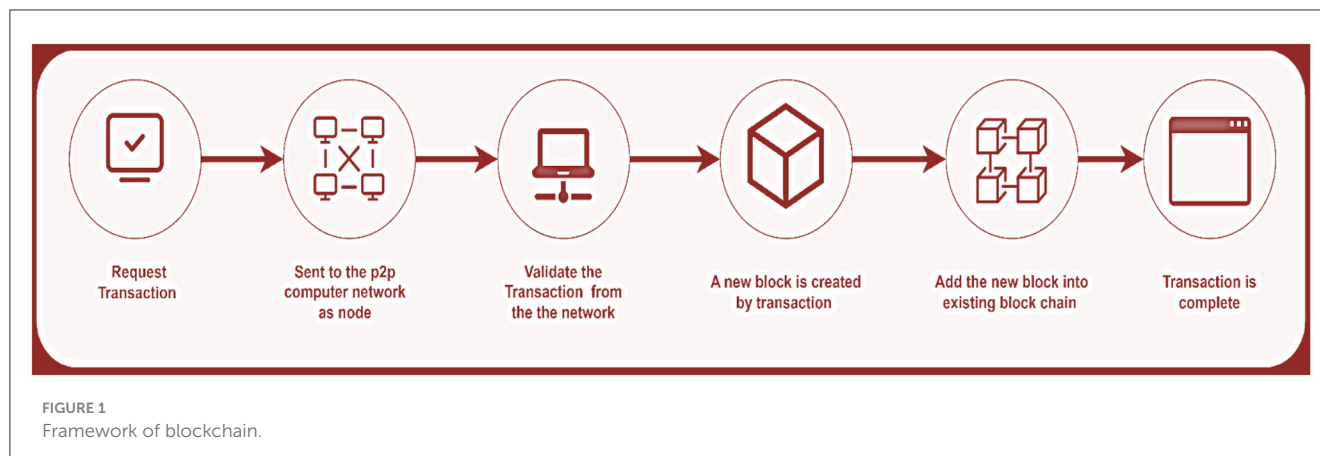 Request
Transaction
Sent to the p2p
computer network
as node
Validate the
Transaction from
the the network
A new block is created
by transaction
Add the new block into
existing block chain
Transaction is
complete
FIGURE 1
Framework of blockchain.